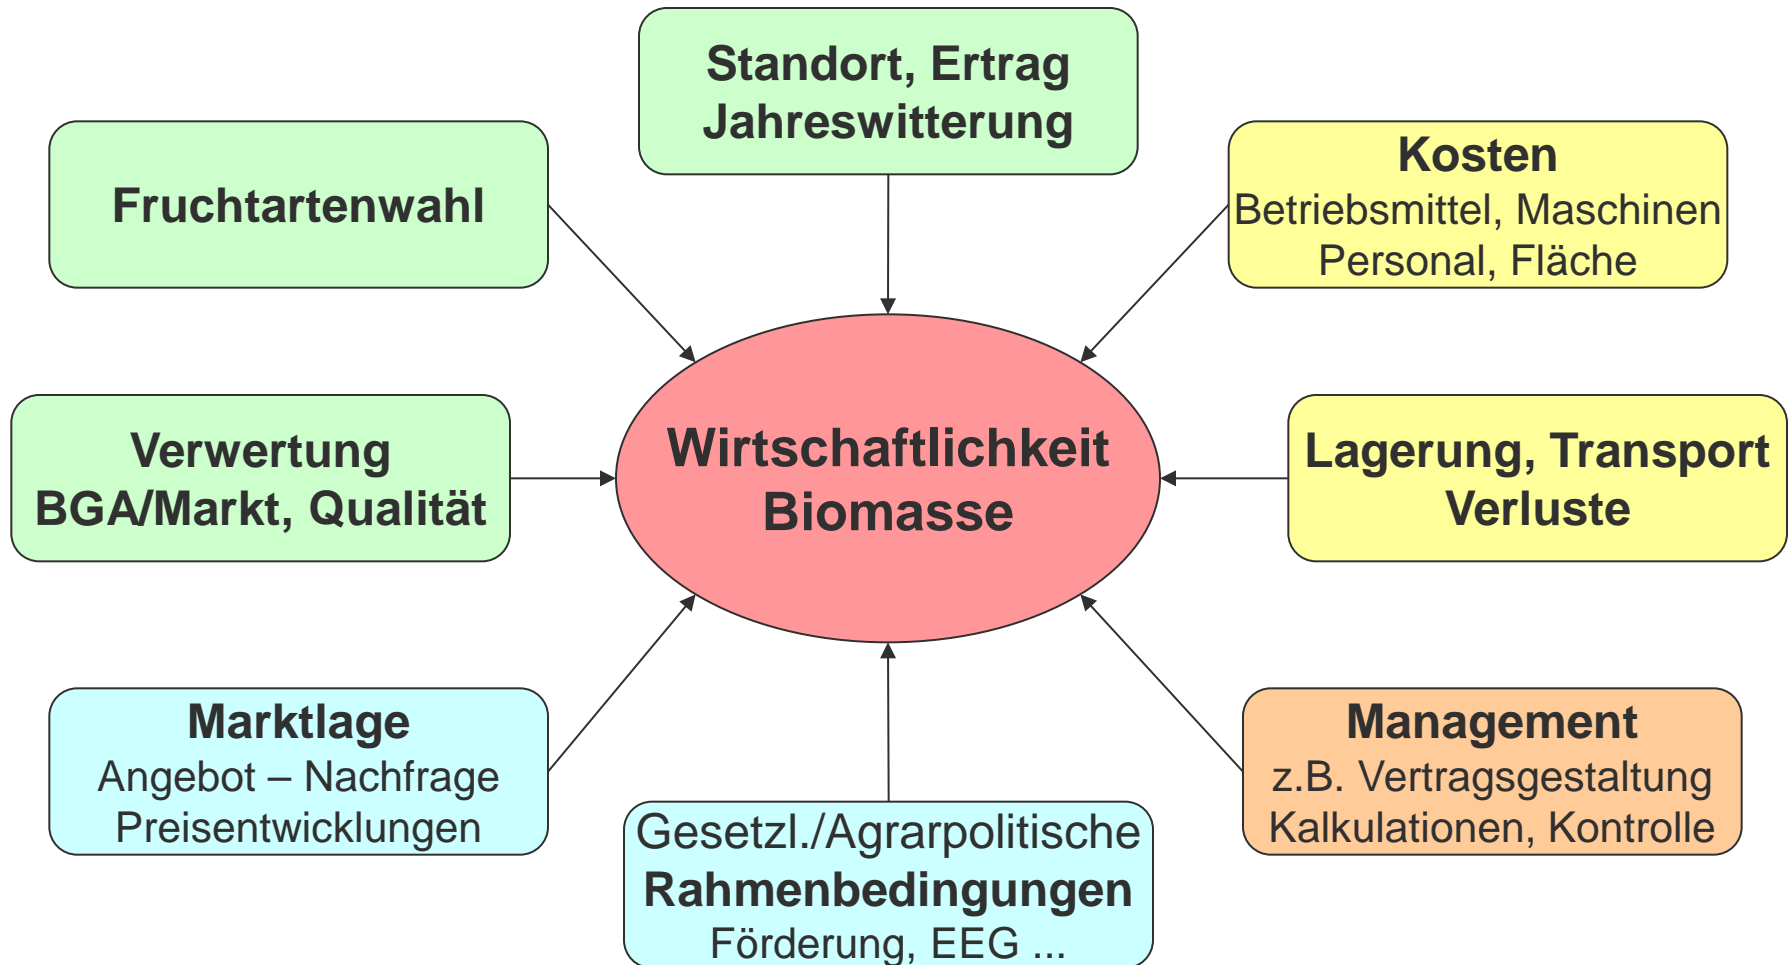 Standort, Ertrag
Jahreswitterung
Fruchtartenwahl
Kosten
Betriebsmittel, Maschinen
Personal, Fläche
Verwertung
BGA/Markt, Qualität
Wirtschaftlichkeit
Biomasse
Lagerung, Transport
Verluste
Marktlage
Angebot – Nachfrage
Preisentwicklungen
Gesetzl./Agrarpolitische
Rahmenbedingungen
Förderung, EEG ...
Management
z.B. Vertragsgestaltung
Kalkulationen, Kontrolle